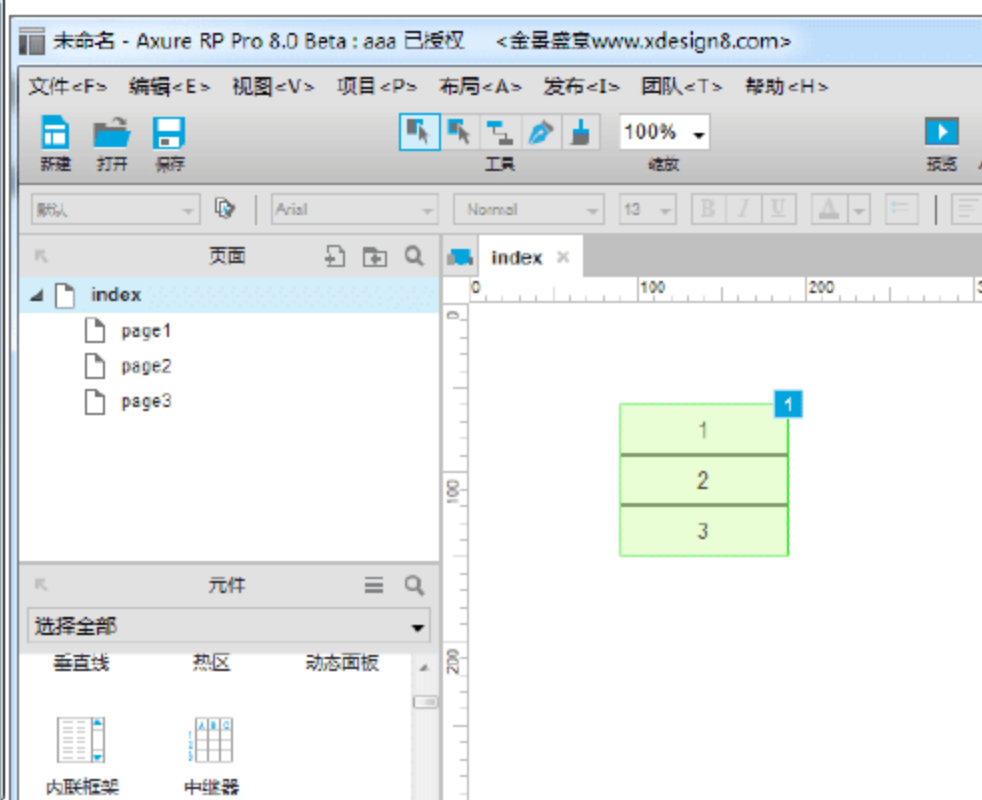 未命名 - Axure RP Pro 8.0 Beta : aaa 已授权 <金景盛意www.xdesign8.com>
文件<F> 编辑<E> 视图<V> 项目<P> 布局<A> 发布<I> 团队<T> 帮助<H>
100%
新建 打开 保存 工具 缩放 预览
默认 Arial Normal 13 B I U A
页面 index
0 100 200 3
index
page1
page2
page3
0
1
1
2
3
100
元件
选择全部
200
垂直线 热区 动态面板
内联框架 中继器